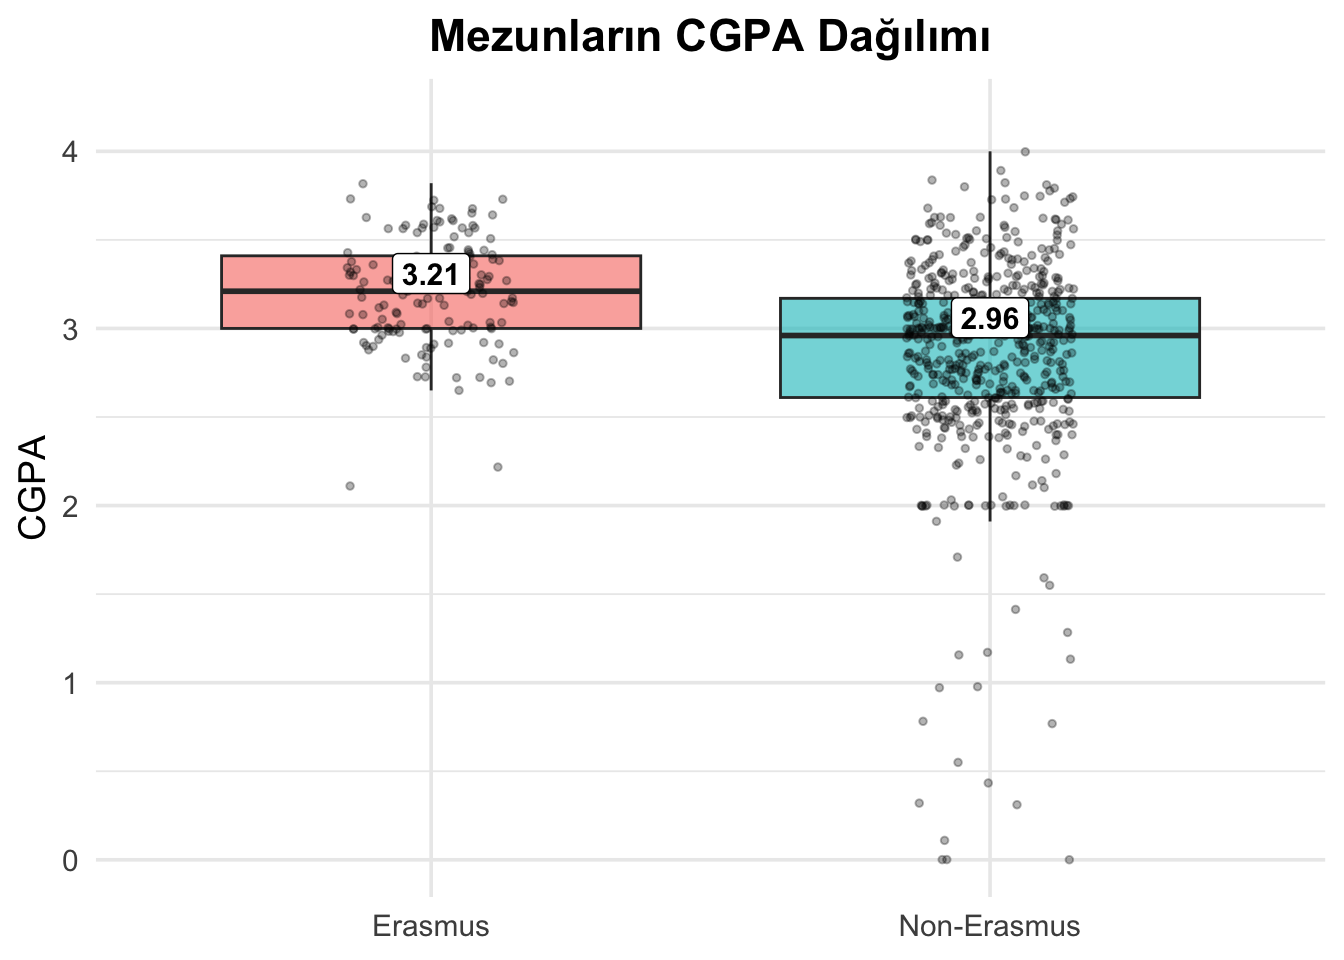 Mezunların CGPA Dağılımı
CGPA
4
3
2
1
0
3.21
2.96
Erasmus
Non-Erasmus